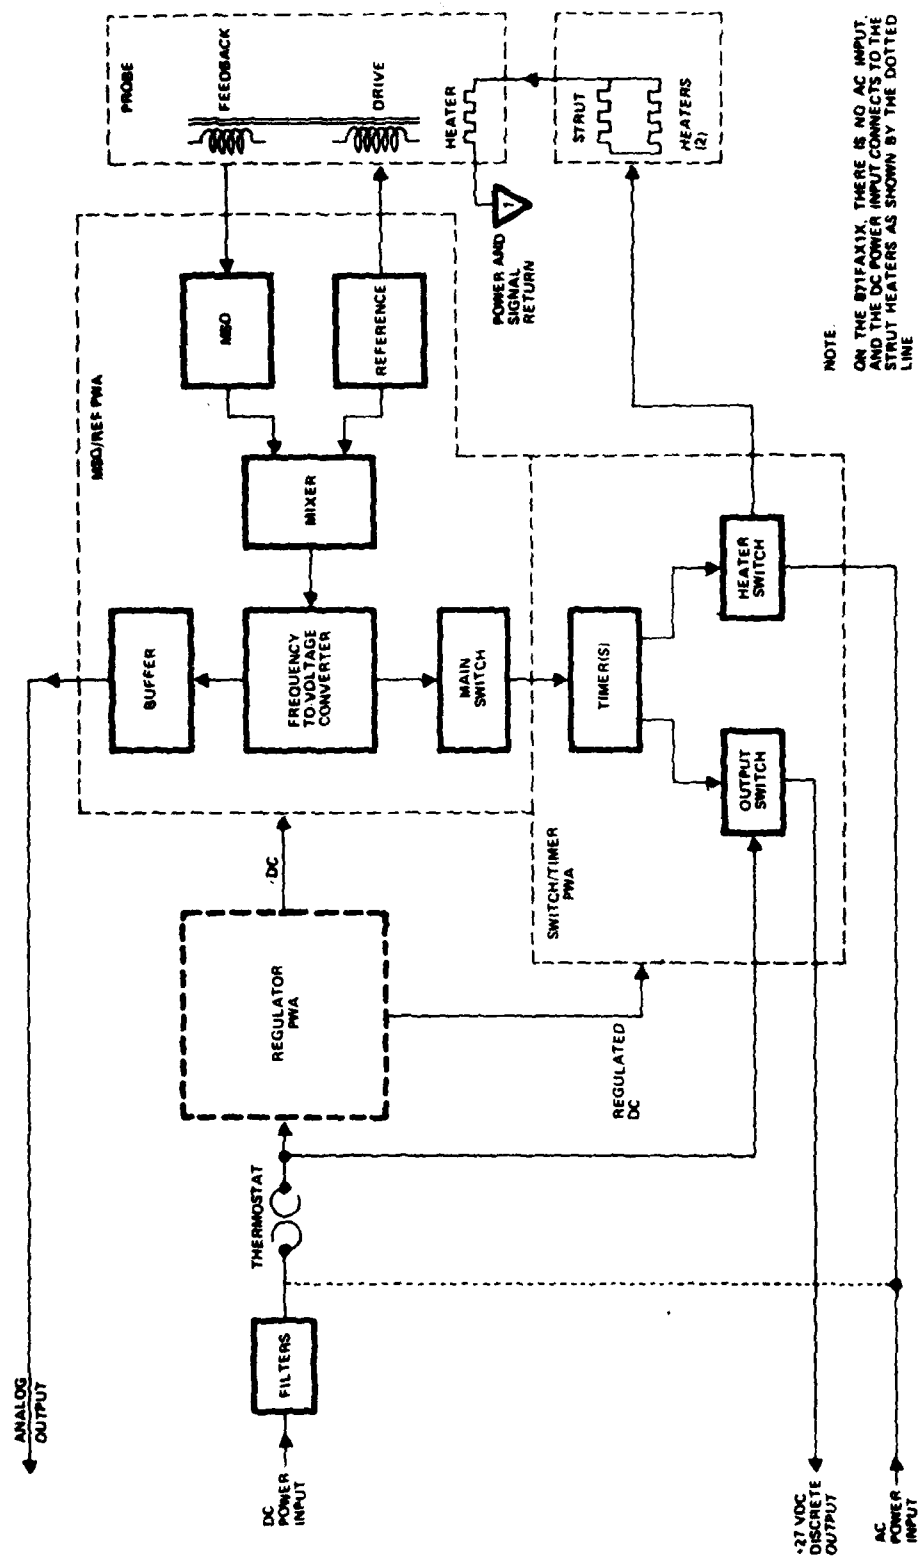 ANALOG
OUTPUT
DC
POWER
INPUT
FILTERS
THERMOSTAT
REGULATOR
PWA
DC
REGULATED
DC
+27 VDC
DISCRETE
OUTPUT
AC
POWER
INPUT
MBO/REF PWA
BUFFER
FREQUENCY
TO-VOLTAGE
CONVERTER
MAIN
SWITCH
MIXER
MBO
REFERENCE
SWITCH/TIMER
PWA
TIMER(S)
OUTPUT
SWITCH
HEATER
SWITCH
PROBE
FEEDBACK
DRIVE
HEATER
1
POWER AND
SIGNAL
RETURN
STRUT
HEATERS
(2)
NOTE.
ON THE 871FAX1X, THERE IS NO AC INPUT,
AND THE DC POWER INPUT CONNECTS TO THE
STRUT HEATERS AS SHOWN BY THE DOTTED
LINE